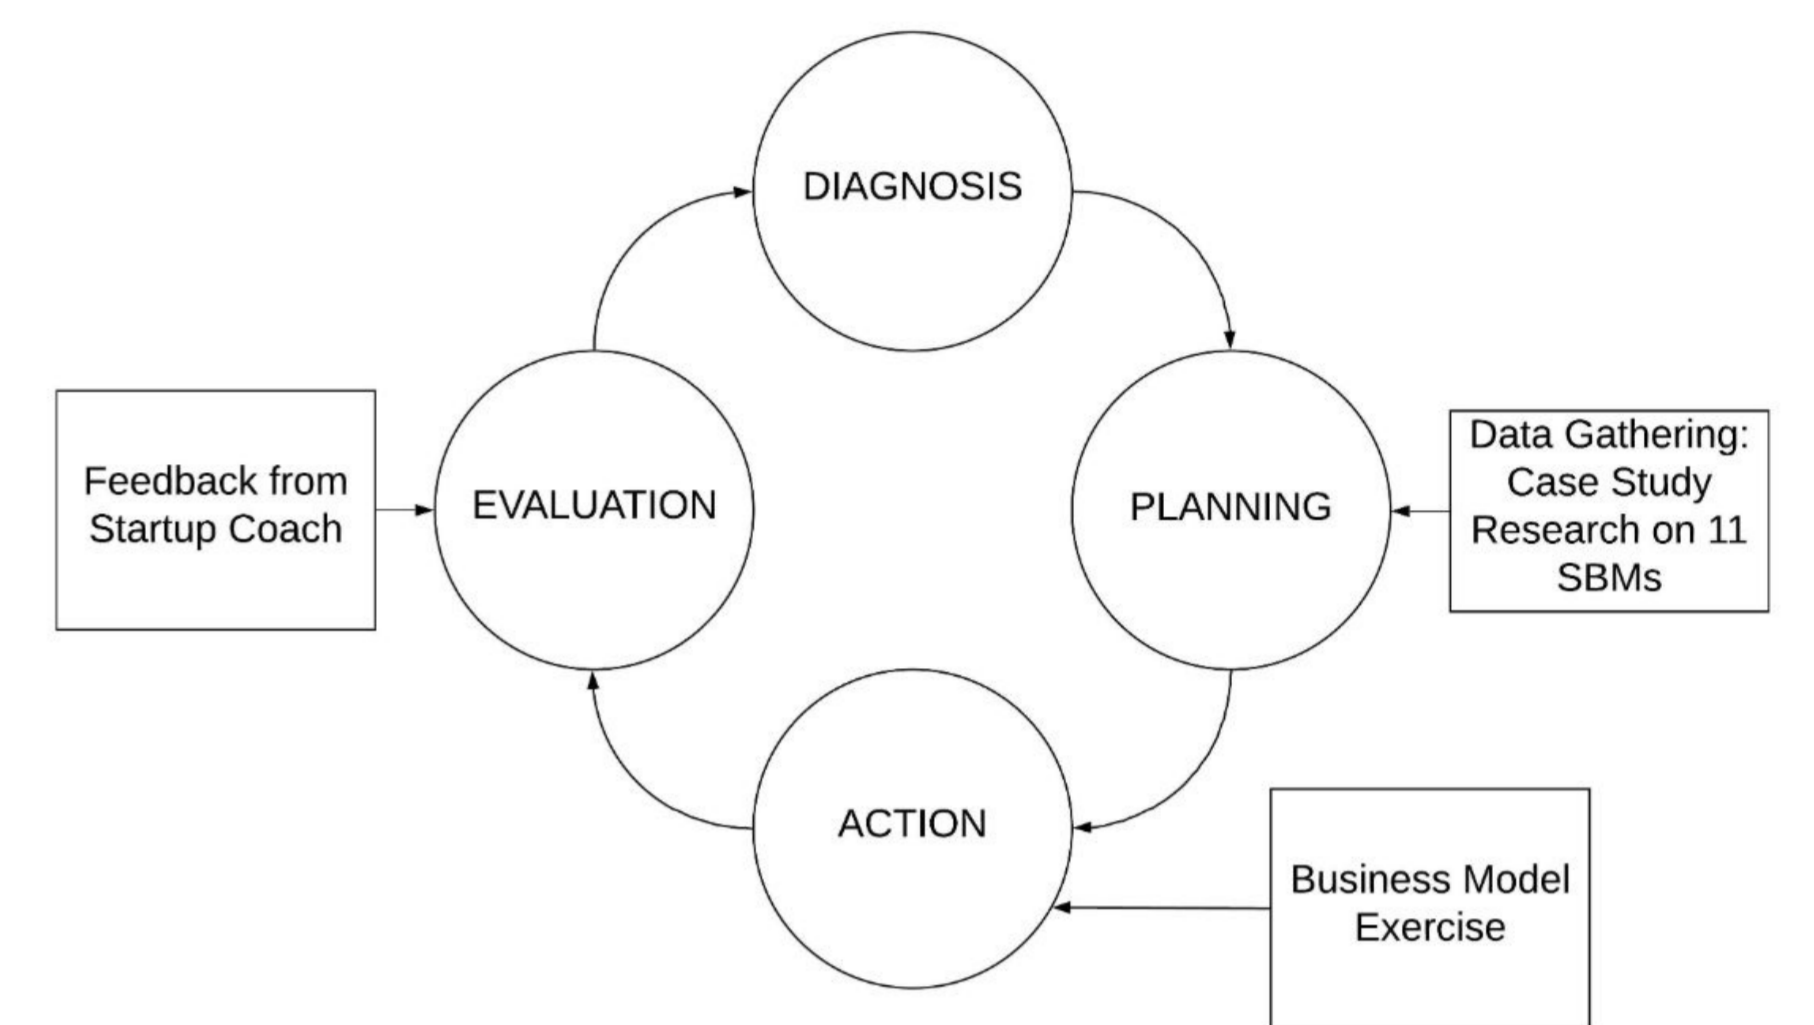 DIAGNOSIS
Feedback from
Startup Coach
EVALUATION
PLANNING
Data Gathering:
Case Study
Research on 11
SBMs
ACTION
Business Model
Exercise